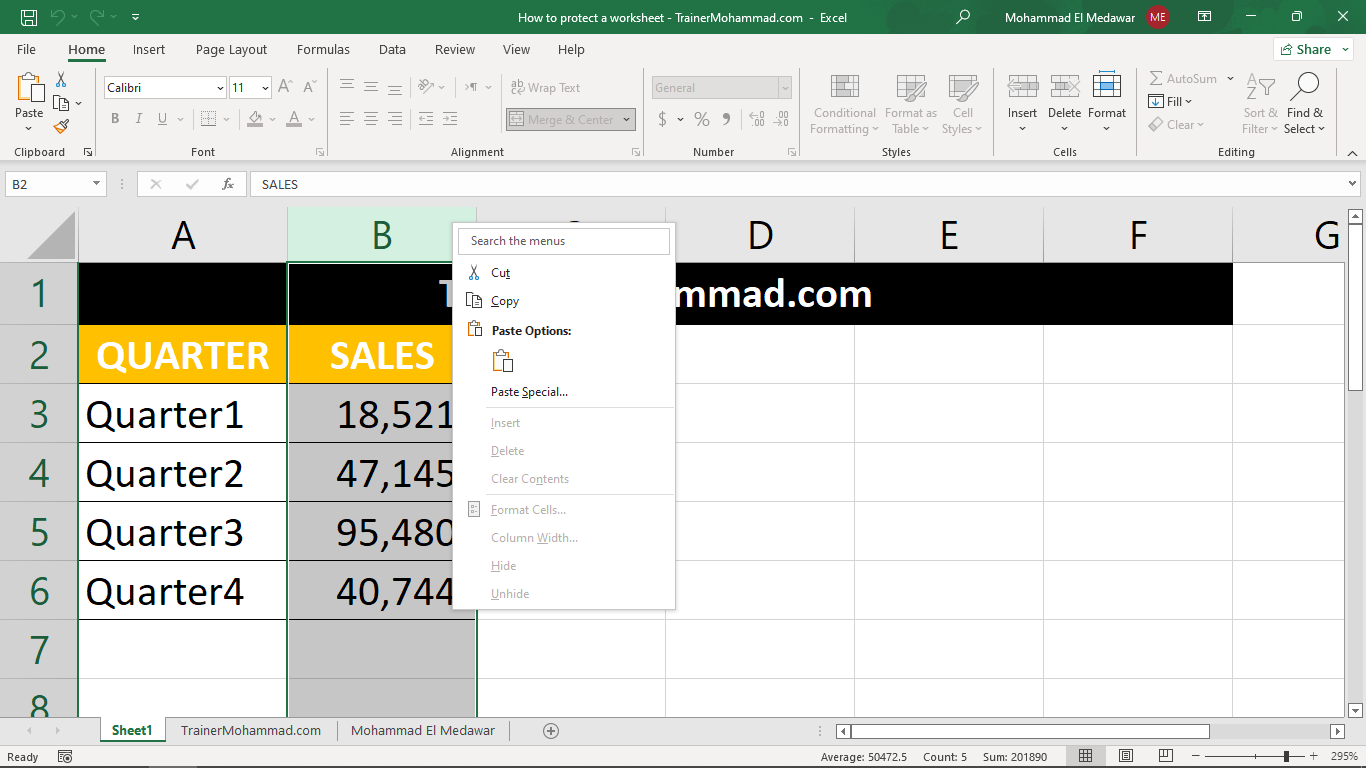 How to protect a worksheet - TrainerMohammad.com - Excel
Mohammad El Medawar ME
File Home Insert Page Layout Formulas Data Review View Help Share
Paste
Calibri 11
B I U
ab Wrap Text
Merge & Center
General
$ % 9
Conditional Formatting
Format as Table
Cell Styles
Insert Delete Format
AutoSum
Fill
Clear
Sort & Filter
Find & Select
Clipboard Font Alignment Number Styles Cells Editing
B2 fx SALES
A B D E F G
1 mmad.com
2 QUARTER SALES
3 Quarter1 18,521
4 Quarter2 47,145
5 Quarter3 95,480
6 Quarter4 40,744
7
8
Search the menus
Cut
Copy
Paste Options:
Paste Special...
Insert
Delete
Clear Contents
Format Cells...
Column Width...
Hide
Unhide
Sheet1 TrainerMohammad.com Mohammad El Medawar
Ready Average: 50472.5 Count: 5 Sum: 201890 295%